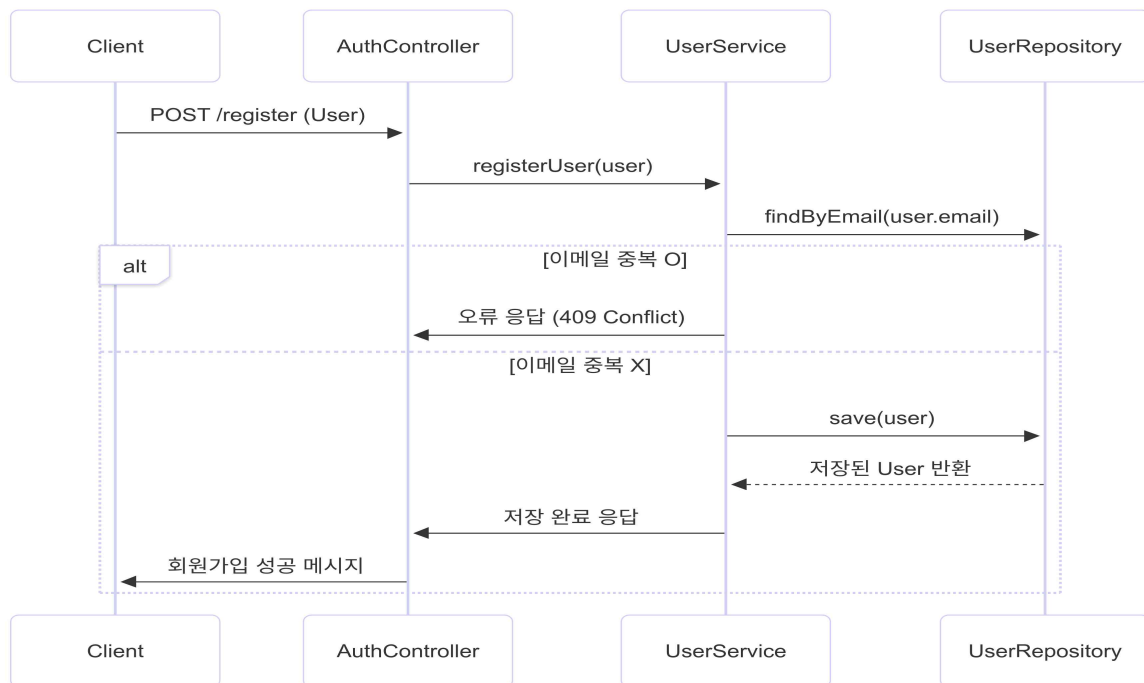 Client
AuthController
UserService
UserRepository
POST /register (User)
registerUser(user)
findByEmail(user.email)
alt
[이메일 중복 O]
오류 응답 (409 Conflict)
[이메일 중복 X]
save(user)
저장된 User 반환
저장 완료 응답
회원가입 성공 메시지
Client
AuthController
UserService
UserRepository